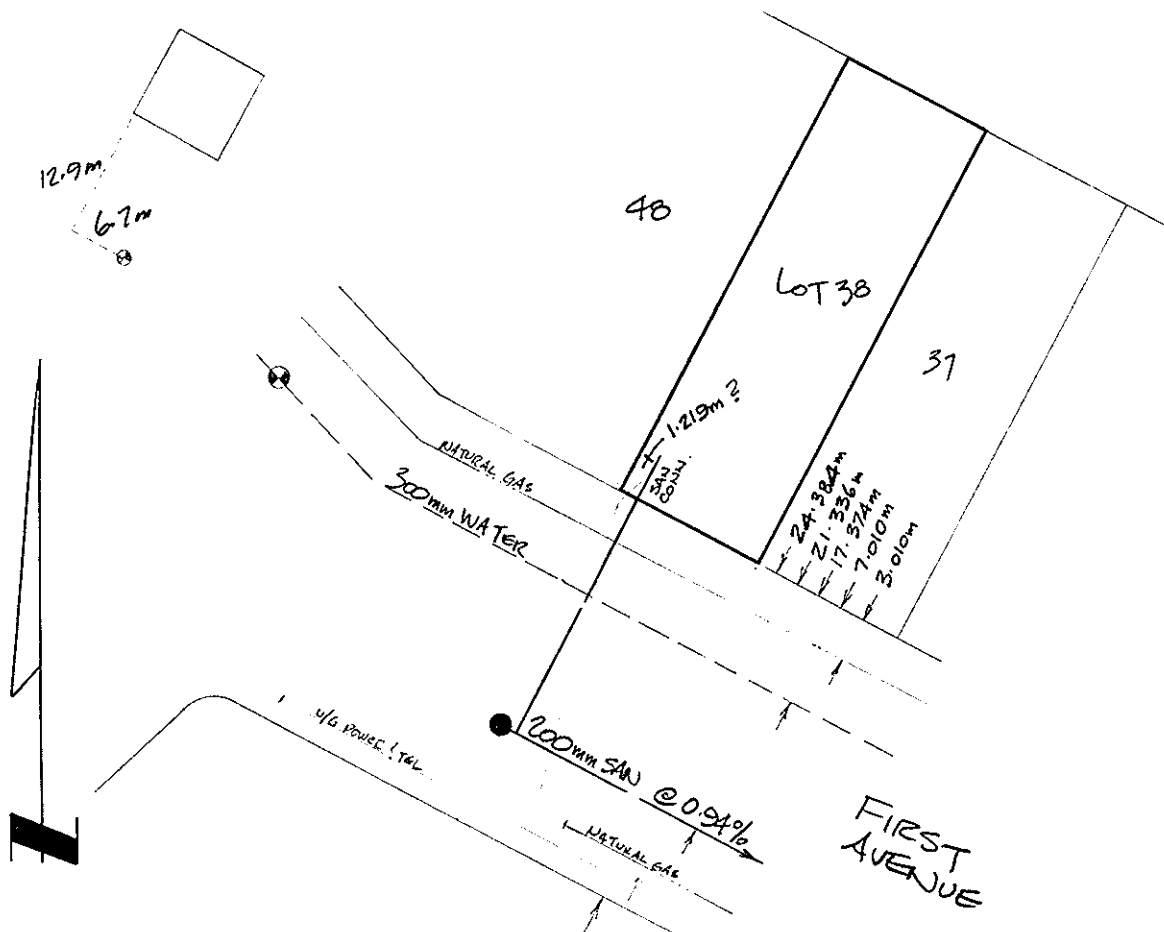 12.9m
6.7m
48
LOT 38
37
1.219m?
SAN
CONN.
NATURAL GAS
300mm WATER
24.384m
21.336m
17.374m
7.010m
3.010m
U/G POWER & TEL
200mm SAN @ 0.94%
NATURAL GAS
FIRST
AVENUE